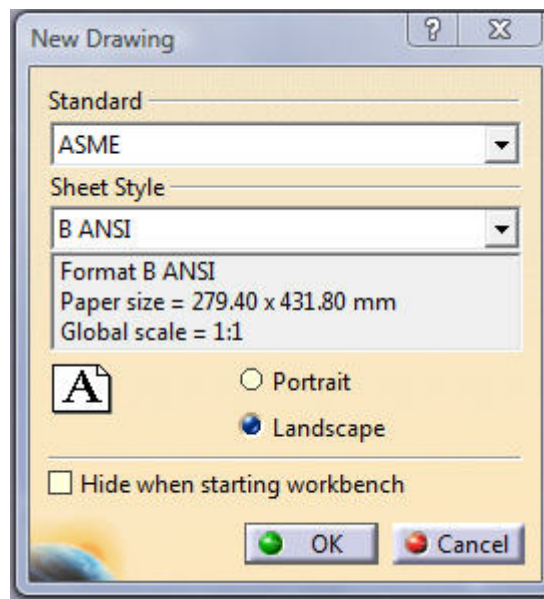 New Drawing
Standard
ASME
Sheet Style
B ANSI
Format B ANSI
Paper size = 279.40 x 431.80 mm
Global scale = 1:1
A
Portrait
Landscape
Hide when starting workbench
OK Cancel